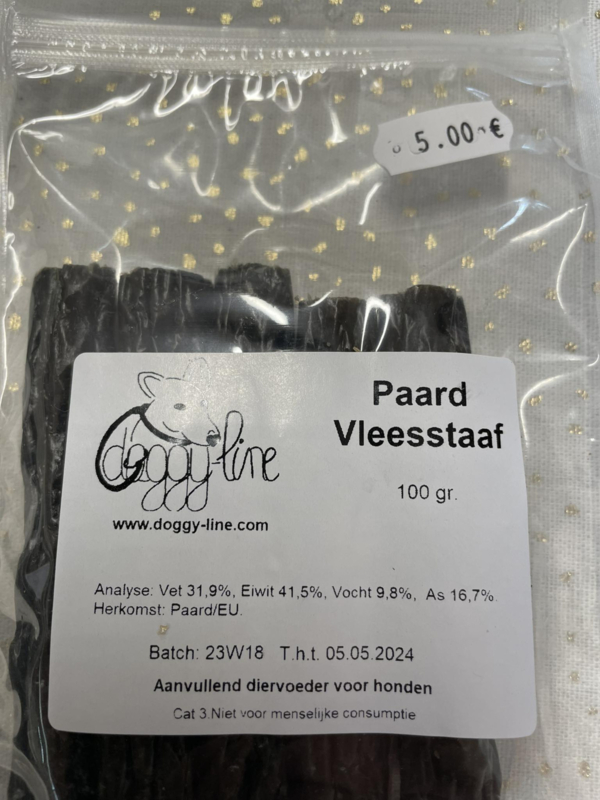 5.00 €
doggy-line
www.doggy-line.com
Paard
Vleesstaaf
100 gr.
Analyse: Vet 31,9%, Eiwit 41,5%, Vocht 9,8%, As 16,7%.
Herkomst: Paard/EU.
Batch: 23W18 T.h.t. 05.05.2024
Aanvullend diervoeder voor honden
Cat 3.Niet voor menselijke consumptie